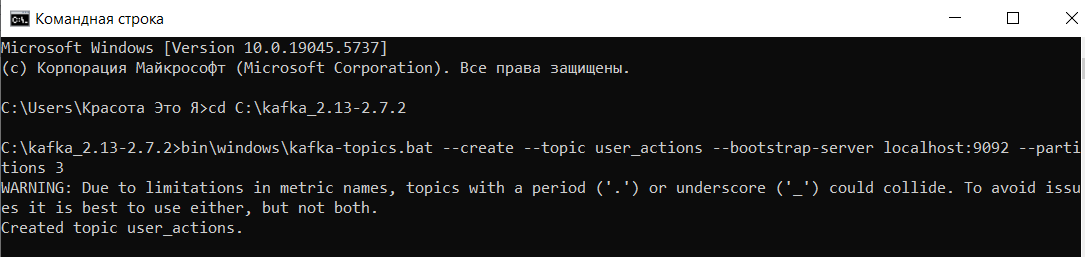 Командная строка
Microsoft Windows [Version 10.0.19045.5737]
(c) Корпорация Майкрософт (Microsoft Corporation). Все права защищены.
C:\Users\Красота Это Я>cd C:\kafka_2.13-2.7.2
C:\kafka_2.13-2.7.2>bin\windows\kafka-topics.bat --create --topic user_actions --bootstrap-server localhost:9092 --parti
tions 3
WARNING: Due to limitations in metric names, topics with a period ('.') or underscore ('_') could collide. To avoid issu
es it is best to use either, but not both.
Created topic user_actions.